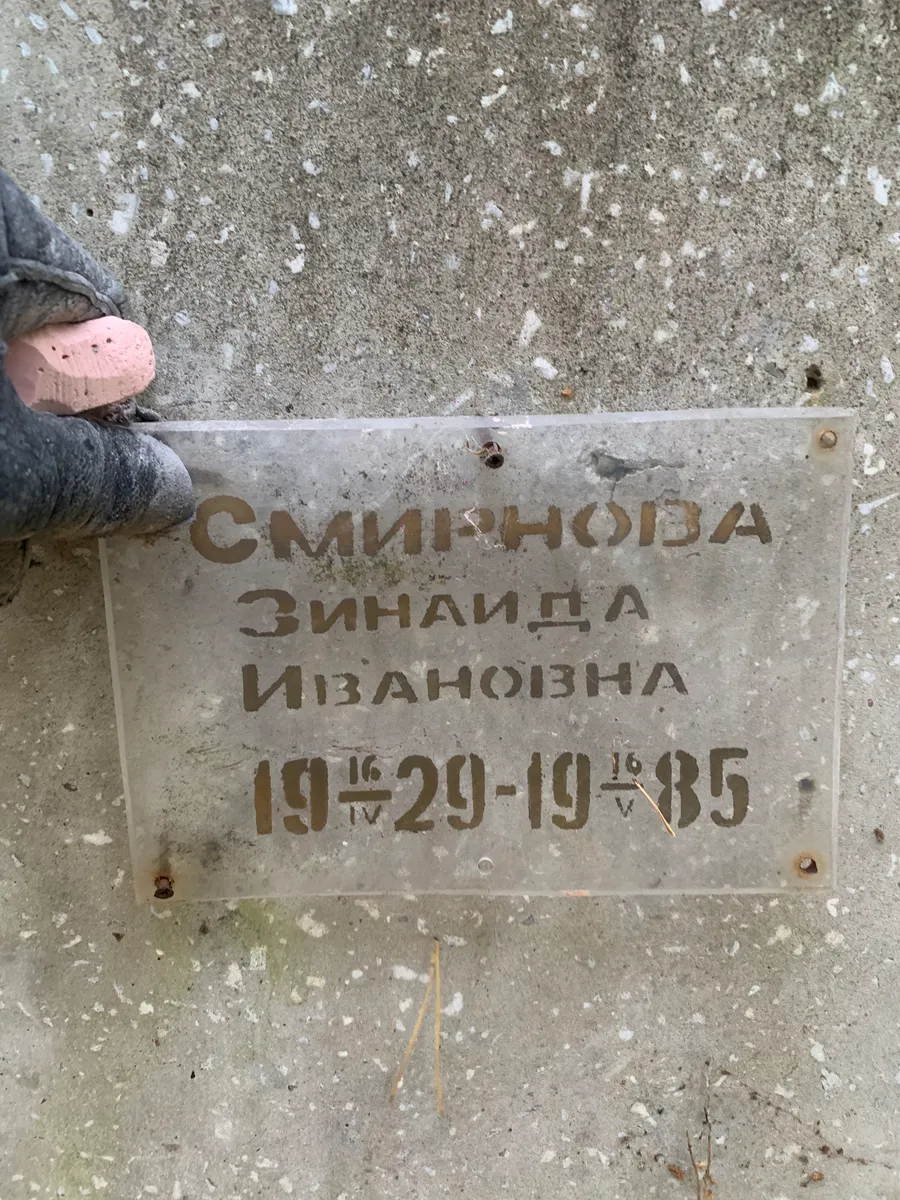 СМИРНОВА
ЗИНАИДА
ИВАНОВНА
19 16/IV 29-19 16/V 85